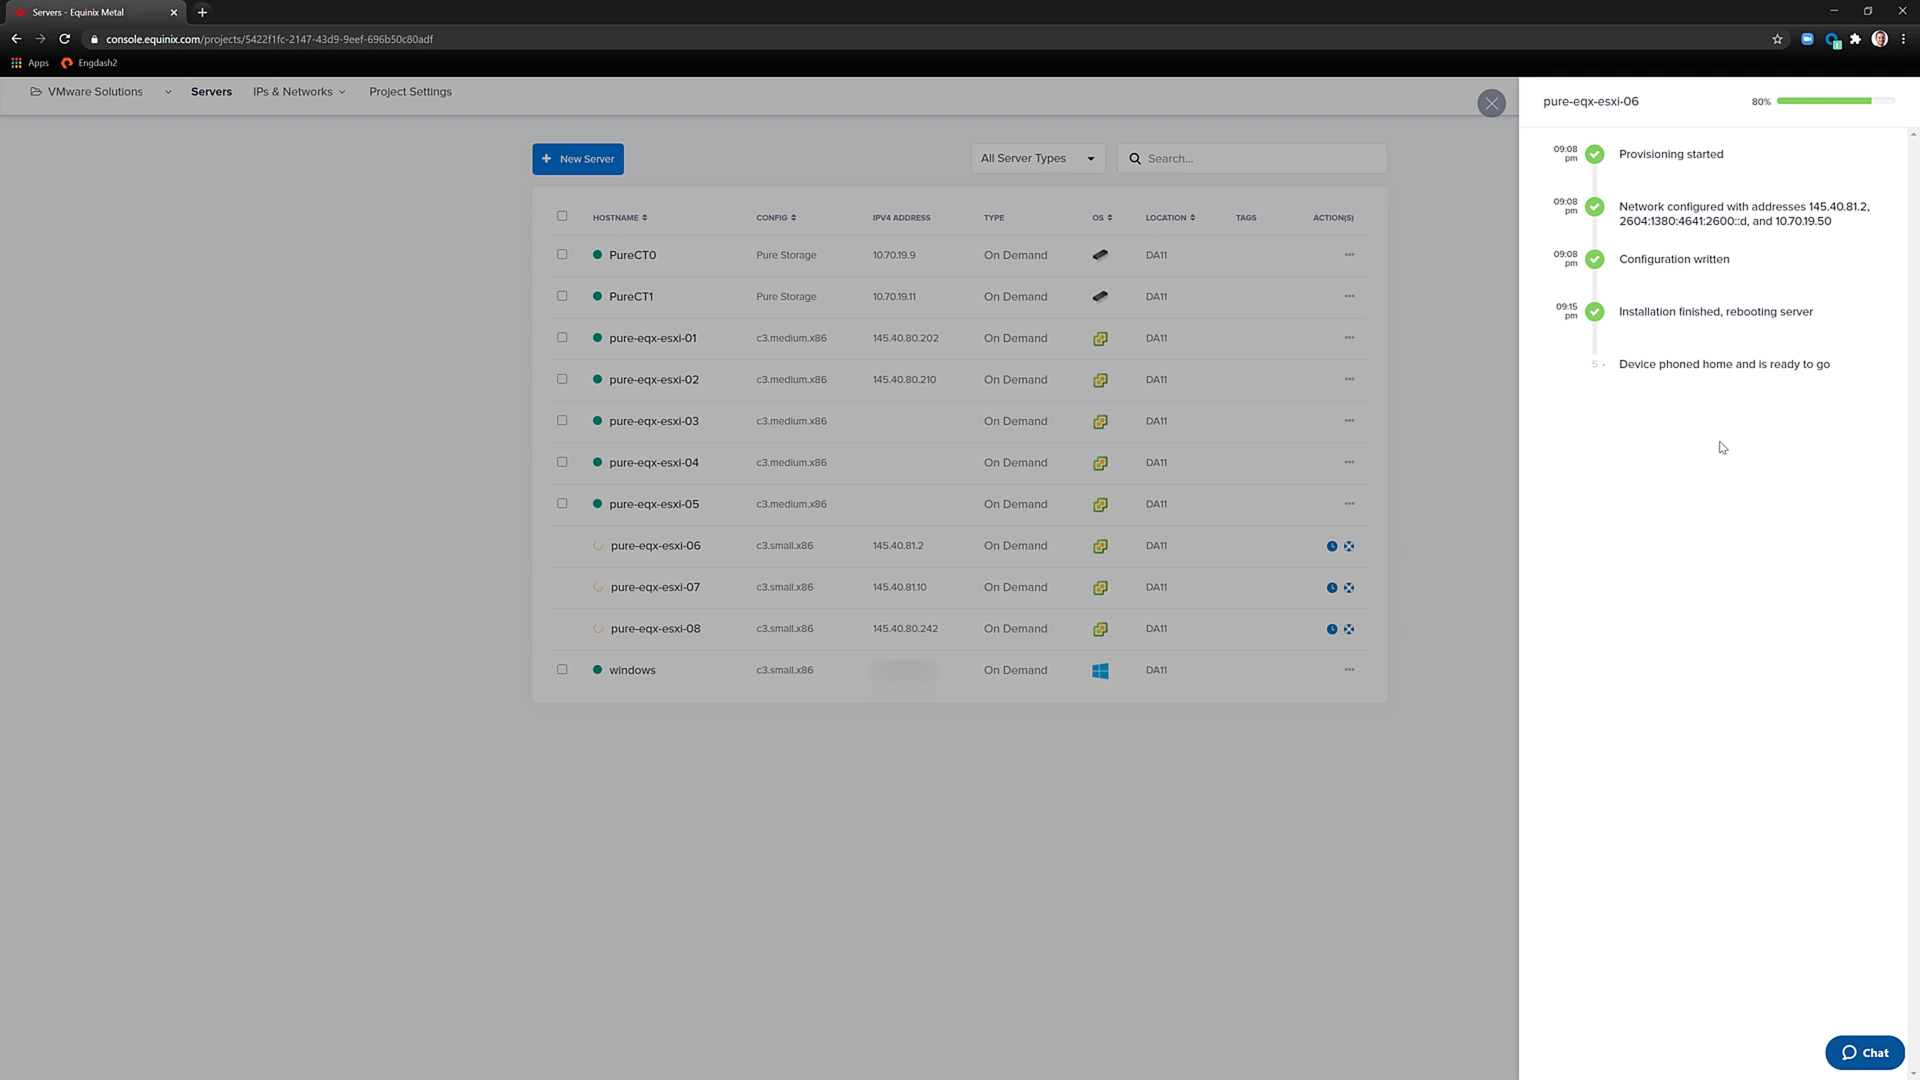 Servers - Equinix Metal
console.equinix.com/projects/5422f1fc-2147-43d9-9eef-696b50c80adf
Apps
Engdash2
VMware Solutions
Servers
IPs & Networks
Project Settings
+ New Server
All Server Types
Search...
HOSTNAME CONFIG IPV4 ADDRESS TYPE OS LOCATION TAGS ACTION(S)
PureCT0 Pure Storage 10.70.19.9 On Demand DA11
PureCT1 Pure Storage 10.70.19.11 On Demand DA11
pure-eqx-esxi-01 c3.medium.x86 145.40.80.202 On Demand DA11
pure-eqx-esxi-02 c3.medium.x86 145.40.80.210 On Demand DA11
pure-eqx-esxi-03 c3.medium.x86 On Demand DA11
pure-eqx-esxi-04 c3.medium.x86 On Demand DA11
pure-eqx-esxi-05 c3.medium.x86 On Demand DA11
pure-eqx-esxi-06 c3.small.x86 145.40.81.2 On Demand DA11
pure-eqx-esxi-07 c3.small.x86 145.40.81.10 On Demand DA11
pure-eqx-esxi-08 c3.small.x86 145.40.80.242 On Demand DA11
windows c3.small.x86 On Demand DA11
pure-eqx-esxi-06 80%
09:08 pm Provisioning started
09:08 pm Network configured with addresses 145.40.81.2,
2604:1380:4641:2600::d, and 10.70.19.50
09:08 pm Configuration written
09:15 pm Installation finished, rebooting server
5 Device phoned home and is ready to go
Chat